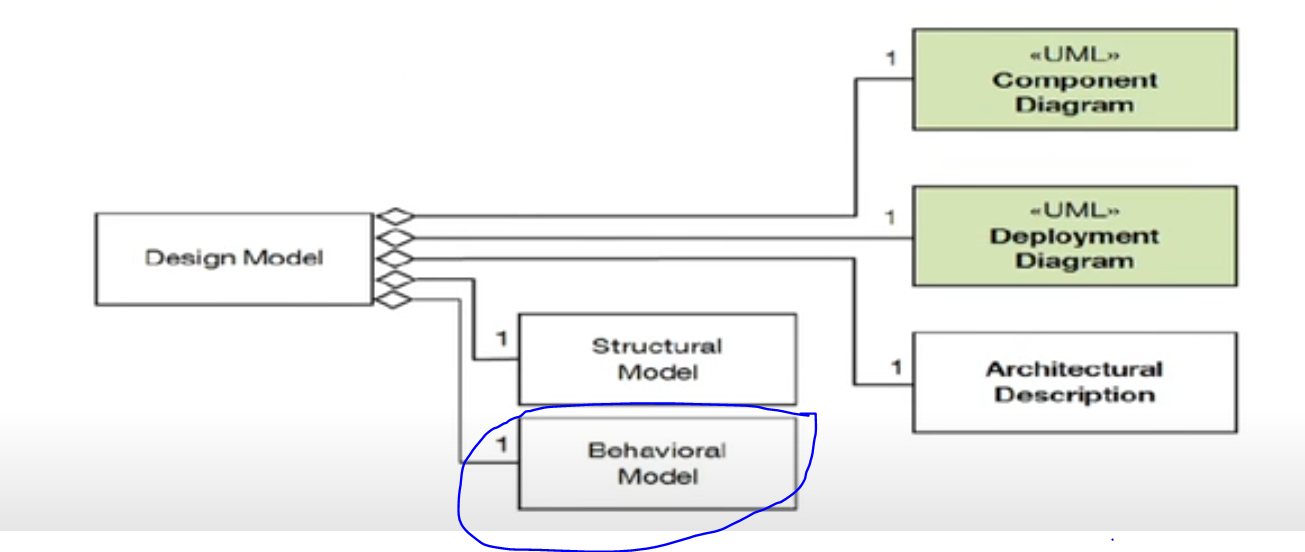 1
«UML»
Component
Diagram
1
«UML»
Deployment
Diagram
Design Model
1
Structural
Model
1
Architectural
Description
1
Behavioral
Model